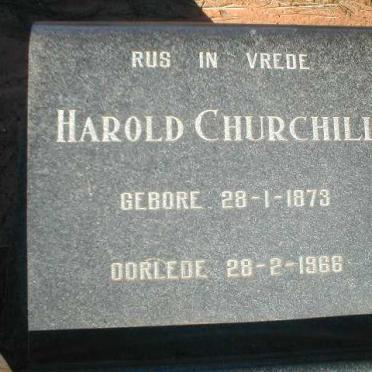 RUS IN VREDE
HAROLD CHURCHILL
GEBORE 28-1-1873
OORLEDE 28-2-1966